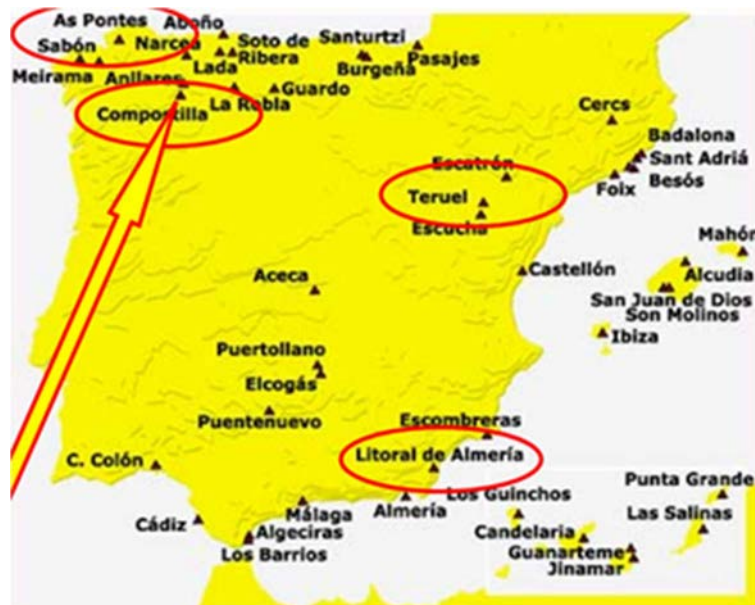 As Pontes
Aboño
Sabón
Narcea
Soto de
Ribera
Lada
Meirama
Anllares
Compostilla
La Robla
Guardo
Santurtzi
Burgeña
Pasajes
Cercs
Badalona
Sant Adriá
Besós
Foix
Escatrón
Teruel
Escucha
Mahón
Alcudia
San Juan de Dios
Son Molinos
Ibiza
Castellón
Aceca
Puertollano
Elcogás
Puentenuevo
Escombreras
Litoral de Almería
C. Colón
Cádiz
Málaga
Almería
Algeciras
Los Barrios
Los Guinchos
Candelaria
Guanarteme
Jinamar
Punta Grande
Las Salinas